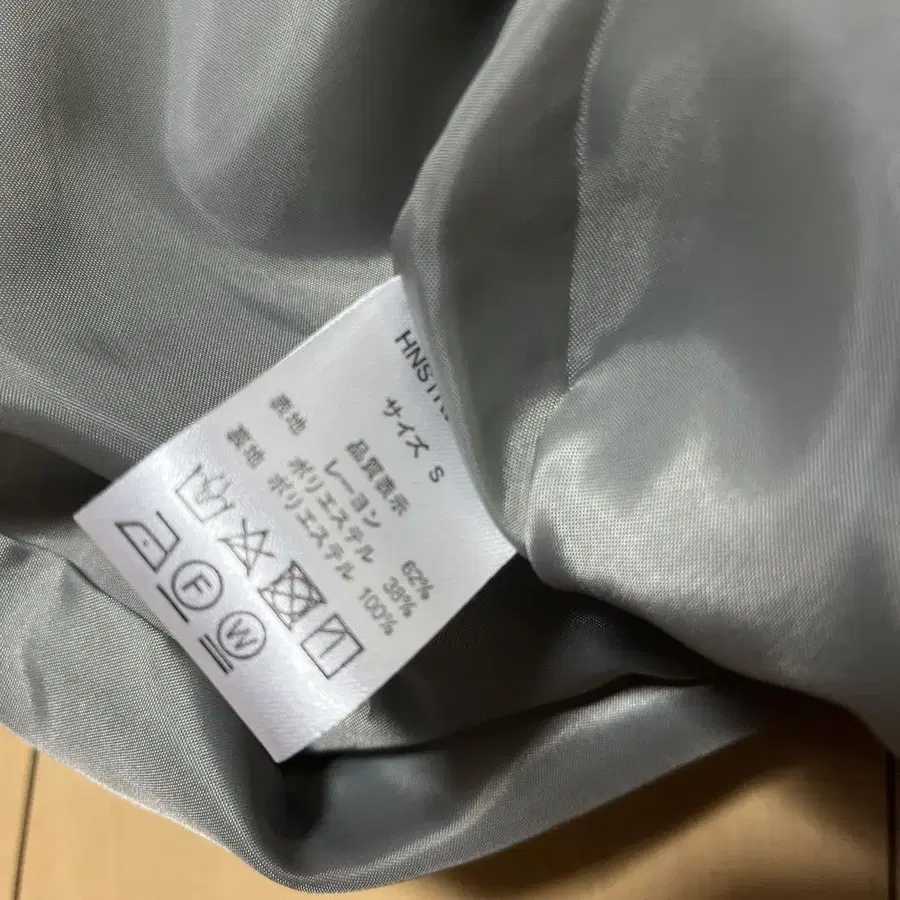 サイズ S
品質表示
表地 レーヨン 62%
ポリエステル 38%
裏地 ポリエステル 100%
F
W